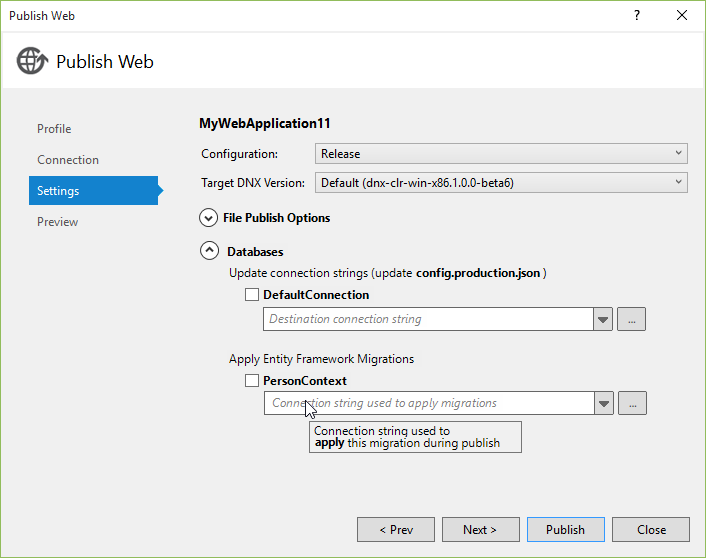 Publish Web
?
Publish Web
Profile
Connection
Settings
Preview
MyWebApplication11
Configuration: Release
Target DNX Version: Default (dnx-clr-win-x86.1.0.0-beta6)
File Publish Options
Databases
Update connection strings (update config.production.json )
DefaultConnection
Destination connection string
...
Apply Entity Framework Migrations
PersonContext
Connection string used to apply migrations
...
Connection string used to
apply this migration during publish
< Prev
Next >
Publish
Close